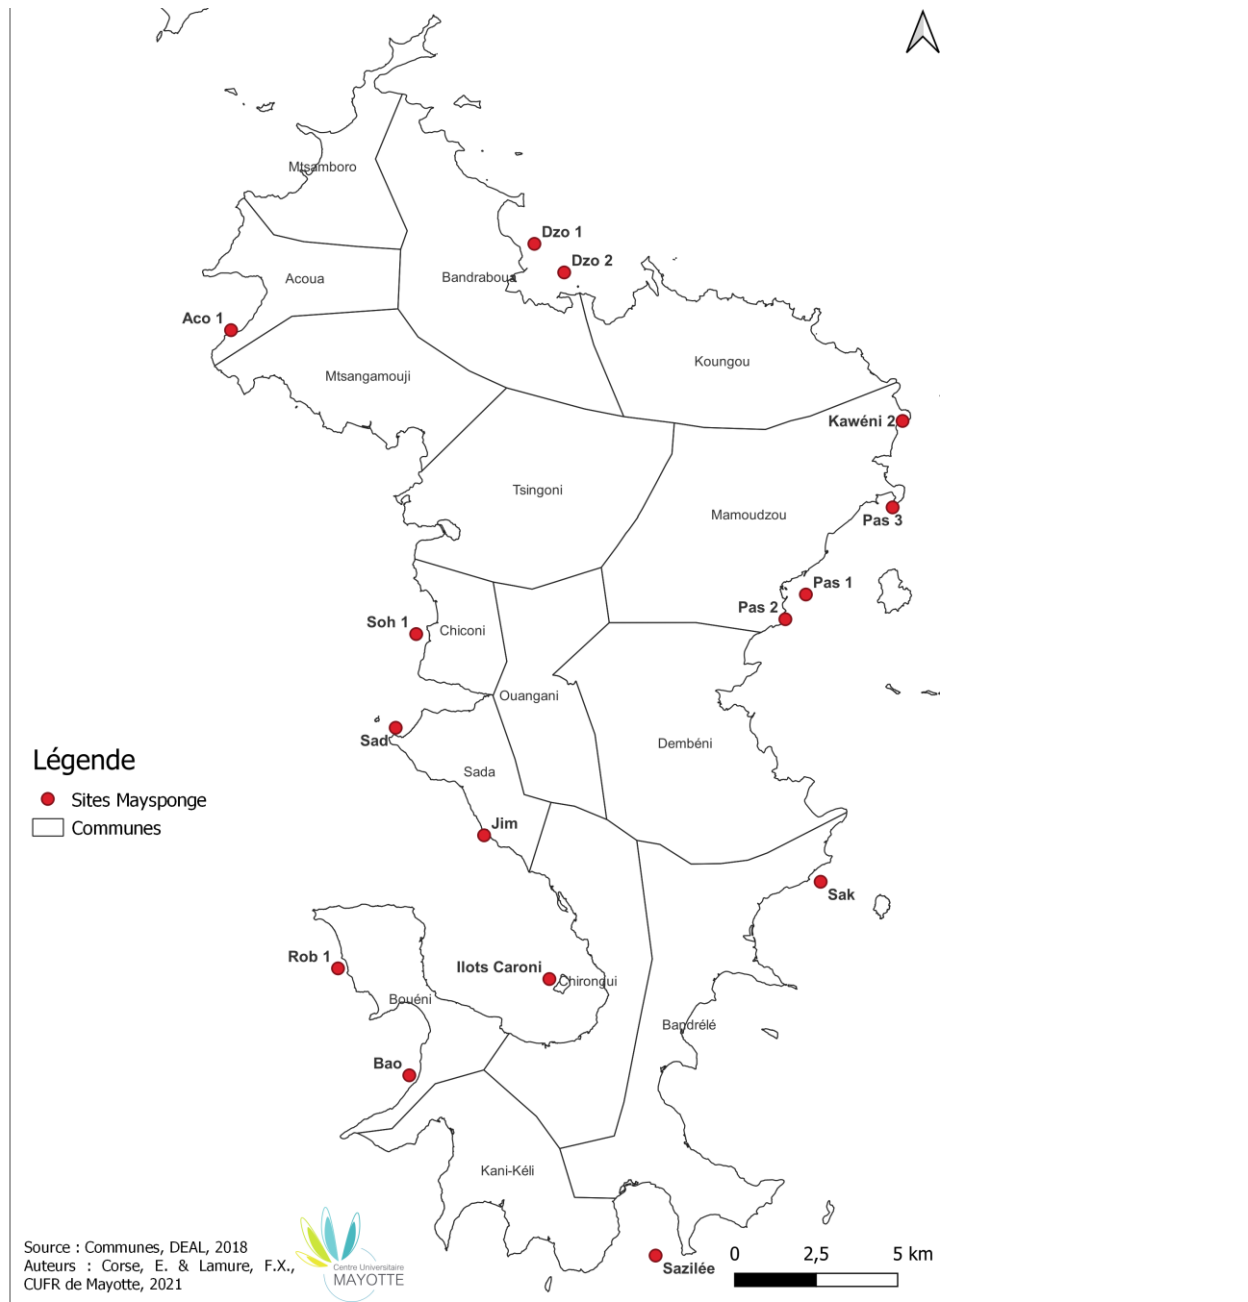 Mtsamboro
Dzo 1
Dzo 2
Acoua
Bandraboua
Aco 1
Koungou
Mtsangamouji
Kawéni 2
Tsingoni
Mamoudzou
Pas 3
Pas 1
Pas 2
Soh 1
Chiconi
Ouangani
Sad
Dembéni
Légende
Sada
Sites Maysponge
Jim
Communes
Sak
Rob 1
Ilots Caroni
Chirongui
Bouéni
Bandrélé
Bao
Kani-Kéli
Source : Communes, DEAL, 2018
Auteurs : Corse, E. & Lamure, F.X.,
CUFR de Mayotte, 2021
Centre Universitaire
MAYOTTE
0 2,5 5 km
Sazilée